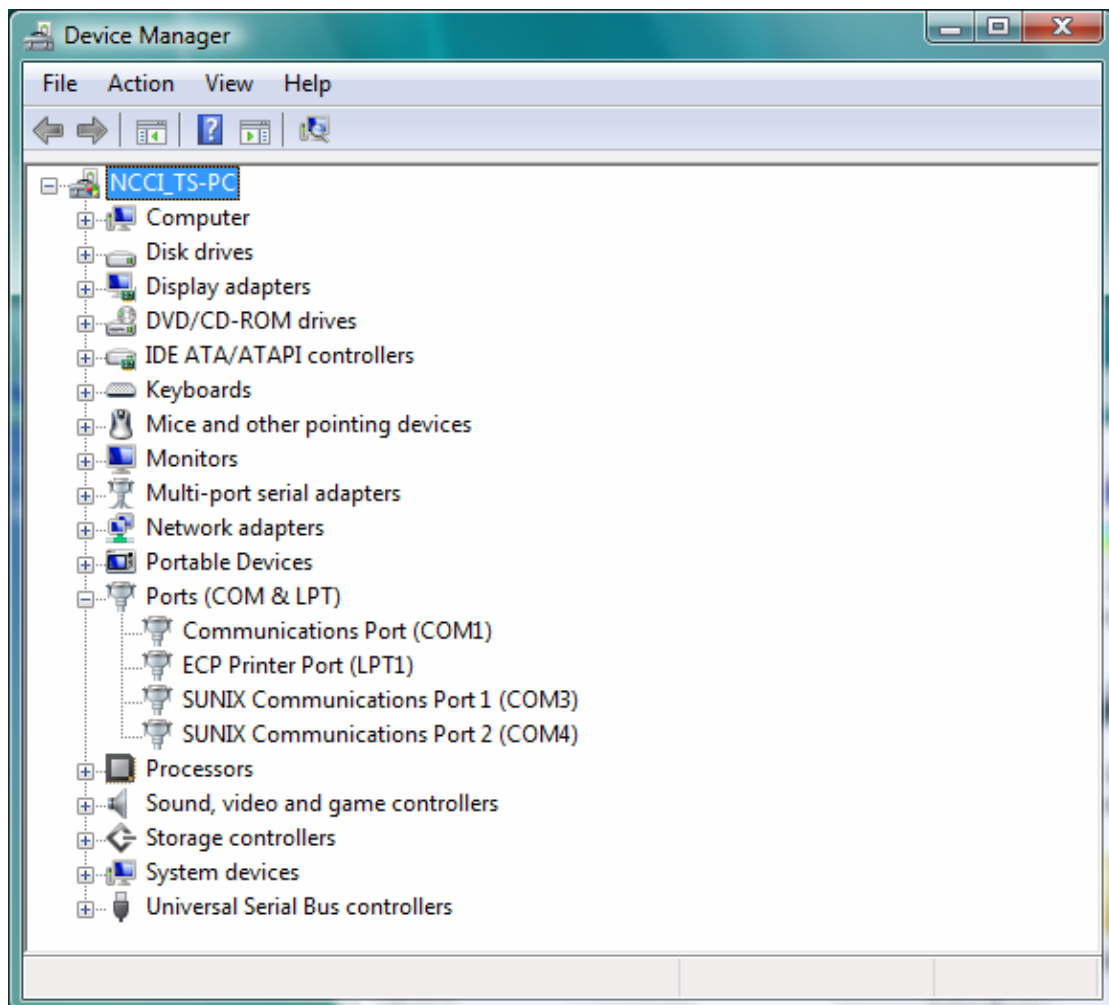 Device Manager
File Action View Help
NCCI_TS-PC
Computer
Disk drives
Display adapters
DVD/CD-ROM drives
IDE ATA/ATAPI controllers
Keyboards
Mice and other pointing devices
Monitors
Multi-port serial adapters
Network adapters
Portable Devices
Ports (COM & LPT)
Communications Port (COM1)
ECP Printer Port (LPT1)
SUNIX Communications Port 1 (COM3)
SUNIX Communications Port 2 (COM4)
Processors
Sound, video and game controllers
Storage controllers
System devices
Universal Serial Bus controllers